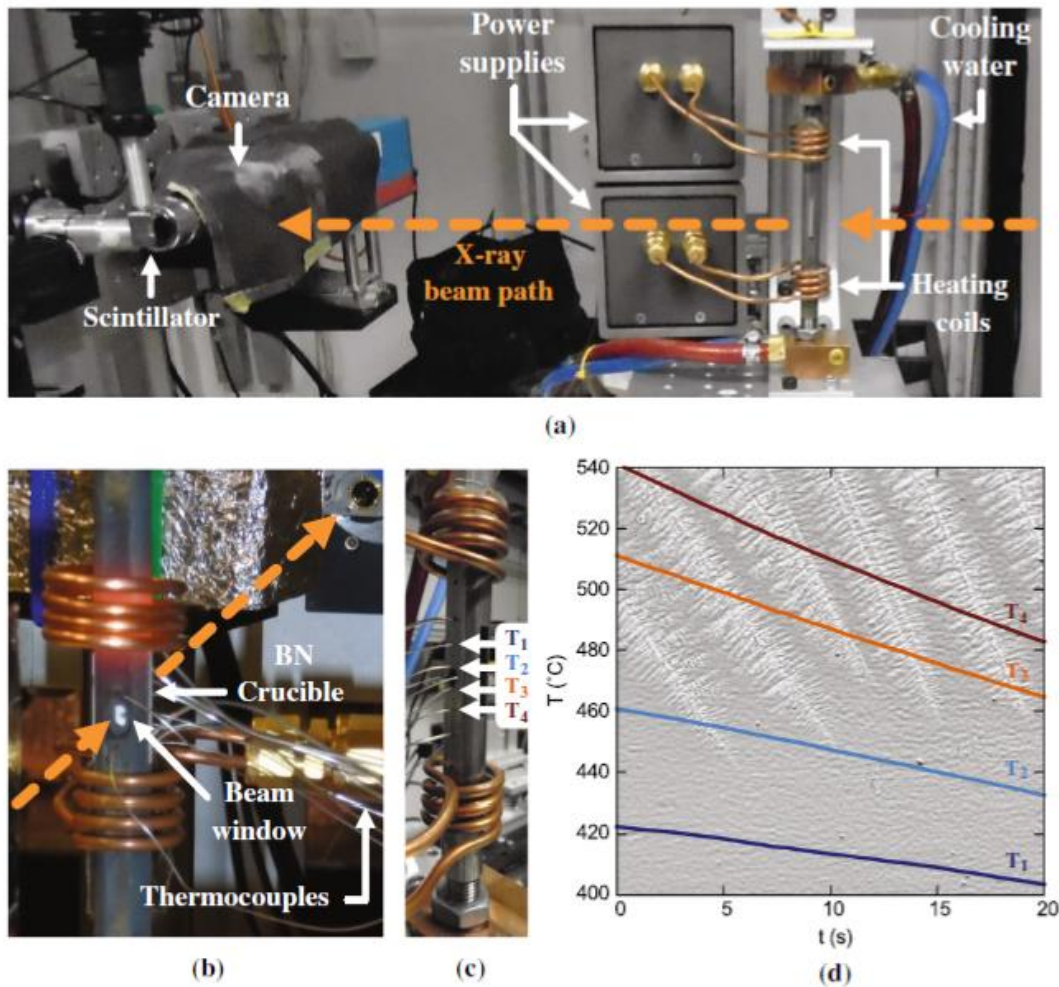 Power
supplies
Cooling
water
Camera
X-ray
beam path
Scintillator
Heating
coils
(a)
BN
Crucible
Beam
window
Thermocouples
(b)
T1
T2
T3
T4
(c)
540
520
500
480
460
440
420
400
T (°C)
T4
T3
T2
T1
0
5
10
15
20
t (s)
(d)